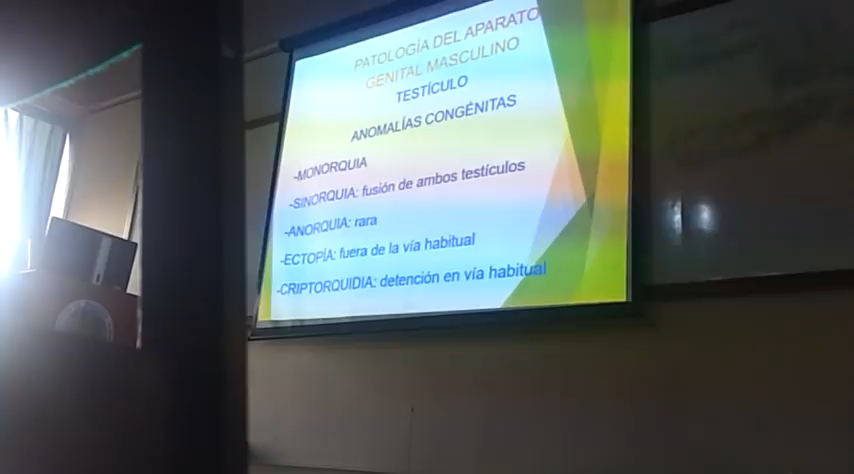 PATOLOGÍA DEL APARATO
GENITAL MASCULINO
TESTÍCULO
ANOMALÍAS CONGÉNITAS
-MONORQUIA
-SINORQUIA: fusión de ambos testículos
-ANORQUIA: rara
-ECTOPÍA: fuera de la vía habitual
-CRIPTORQUIDIA: detención en vía habitual